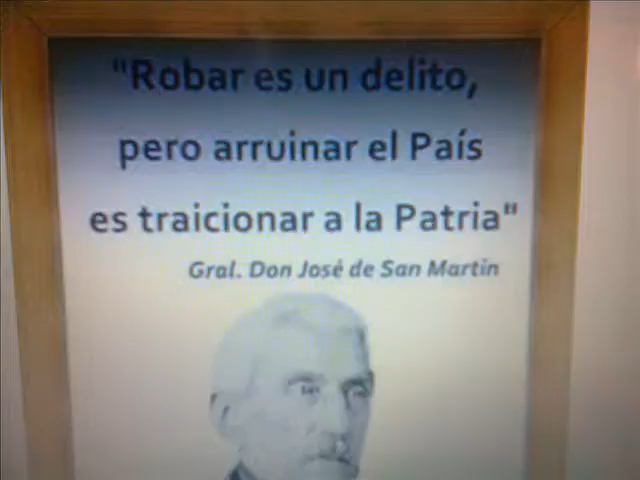 "Robar es un delito,
pero arruinar el País
es traicionar a la Patria"
Gral. Don José de San Martín